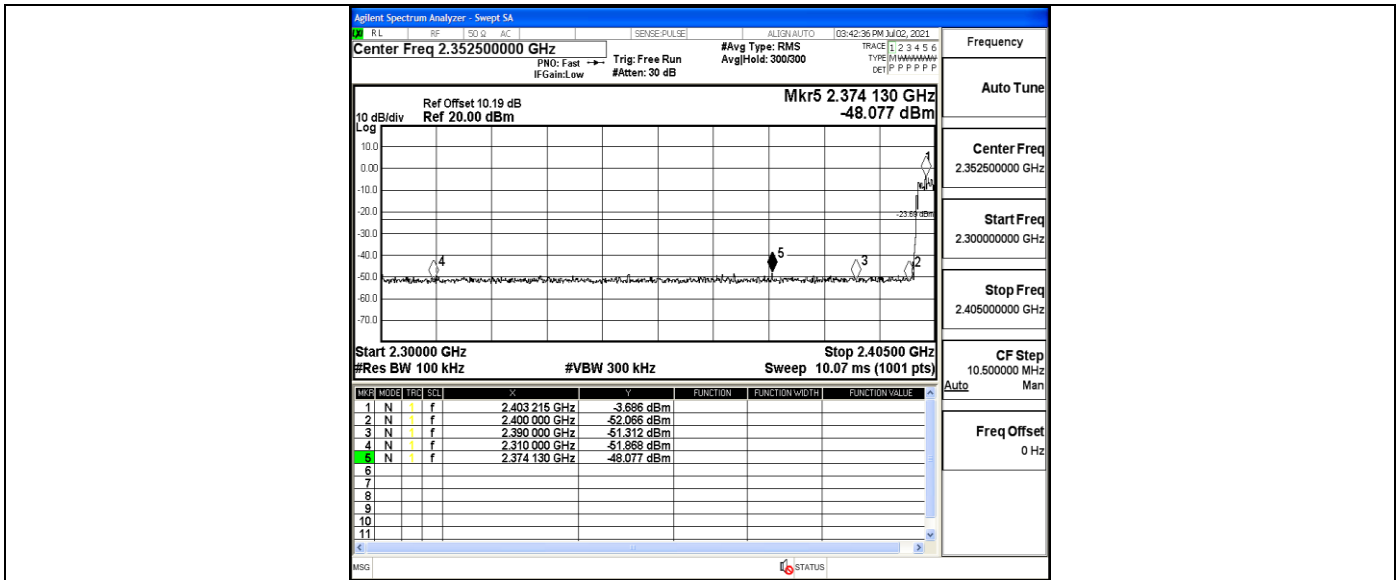 Agilent Spectrum Analyzer - Swept SA
RL RF 50 Ω AC SENSE:PULSE ALIGN AUTO 03:42:36 PM Jul 02, 2021
Center Freq 2.352500000 GHz
PNO: Fast
IFGain:Low
Trig: Free Run
#Atten: 30 dB
#Avg Type: RMS
Avg|Hold: 300/300
TRACE 1 2 3 4 5 6
TYPE M WWWWW
DET P P P P P P
Ref Offset 10.19 dB
10 dB/div Ref 20.00 dBm
Log
Mkr5 2.374 130 GHz
-48.077 dBm
10.0
0.00
-10.0
-20.0
-30.0
-40.0
-50.0
-60.0
-70.0
1
-23.69 dBm
4
5
3
2
Start 2.30000 GHz Stop 2.40500 GHz
#Res BW 100 kHz #VBW 300 kHz Sweep 10.07 ms (1001 pts)
MKR MODE TRC SCL X Y FUNCTION FUNCTION WIDTH FUNCTION VALUE
1 N 1 f 2.403 215 GHz -3.686 dBm
2 N 1 f 2.400 000 GHz -52.066 dBm
3 N 1 f 2.390 000 GHz -51.312 dBm
4 N 1 f 2.310 000 GHz -51.868 dBm
5 N 1 f 2.374 130 GHz -48.077 dBm
6
7
8
9
10
11
MSG STATUS
Frequency
Auto Tune
Center Freq
2.352500000 GHz
Start Freq
2.300000000 GHz
Stop Freq
2.405000000 GHz
CF Step
10.500000 MHz
Auto Man
Freq Offset
0 Hz